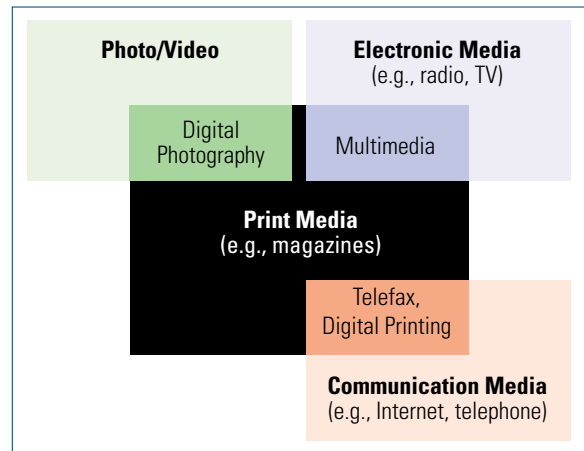 Photo/Video
Electronic Media
(e.g., radio, TV)
Digital
Photography
Multimedia
Print Media
(e.g., magazines)
Telefax,
Digital Printing
Communication Media
(e.g., Internet, telephone)